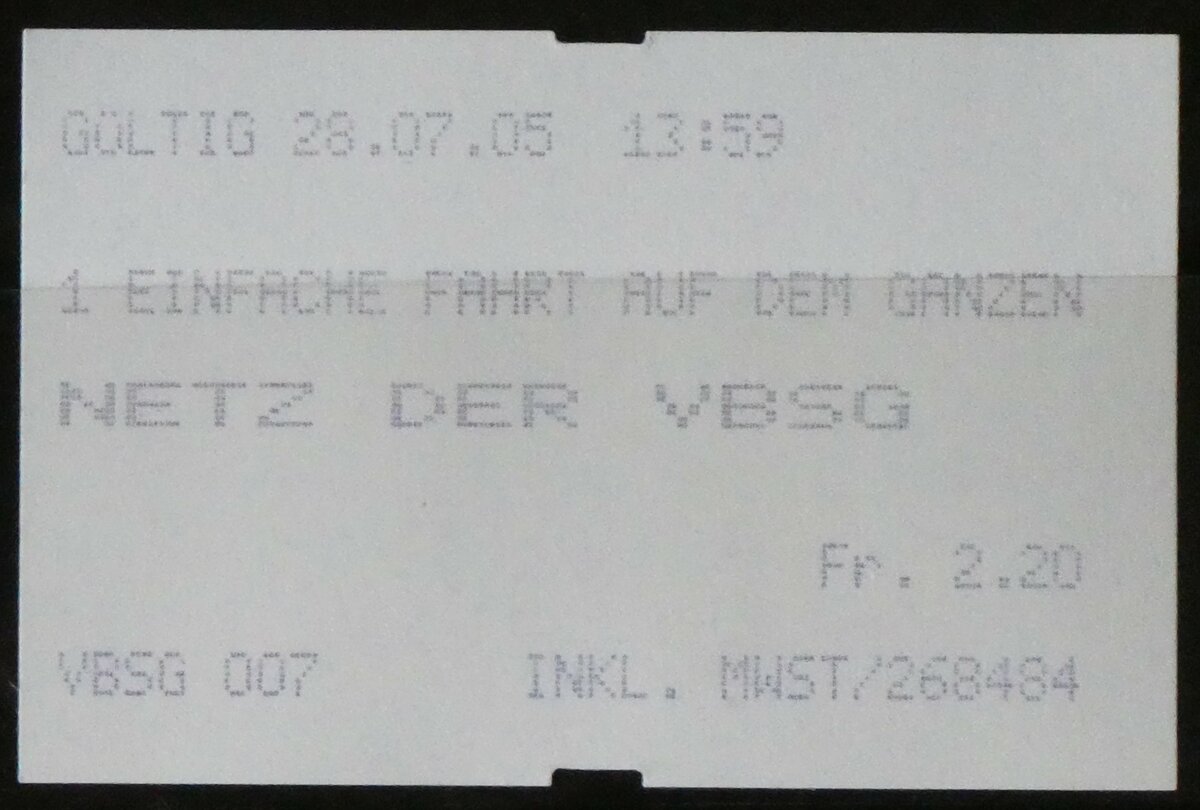 GÜLTIG 28.07.05 13:59
1 EINFACHE FAHRT AUF DEM GANZEN
NETZ DER VBSG
Fr. 2.20
VBSG 007 INKL. MWST/268484